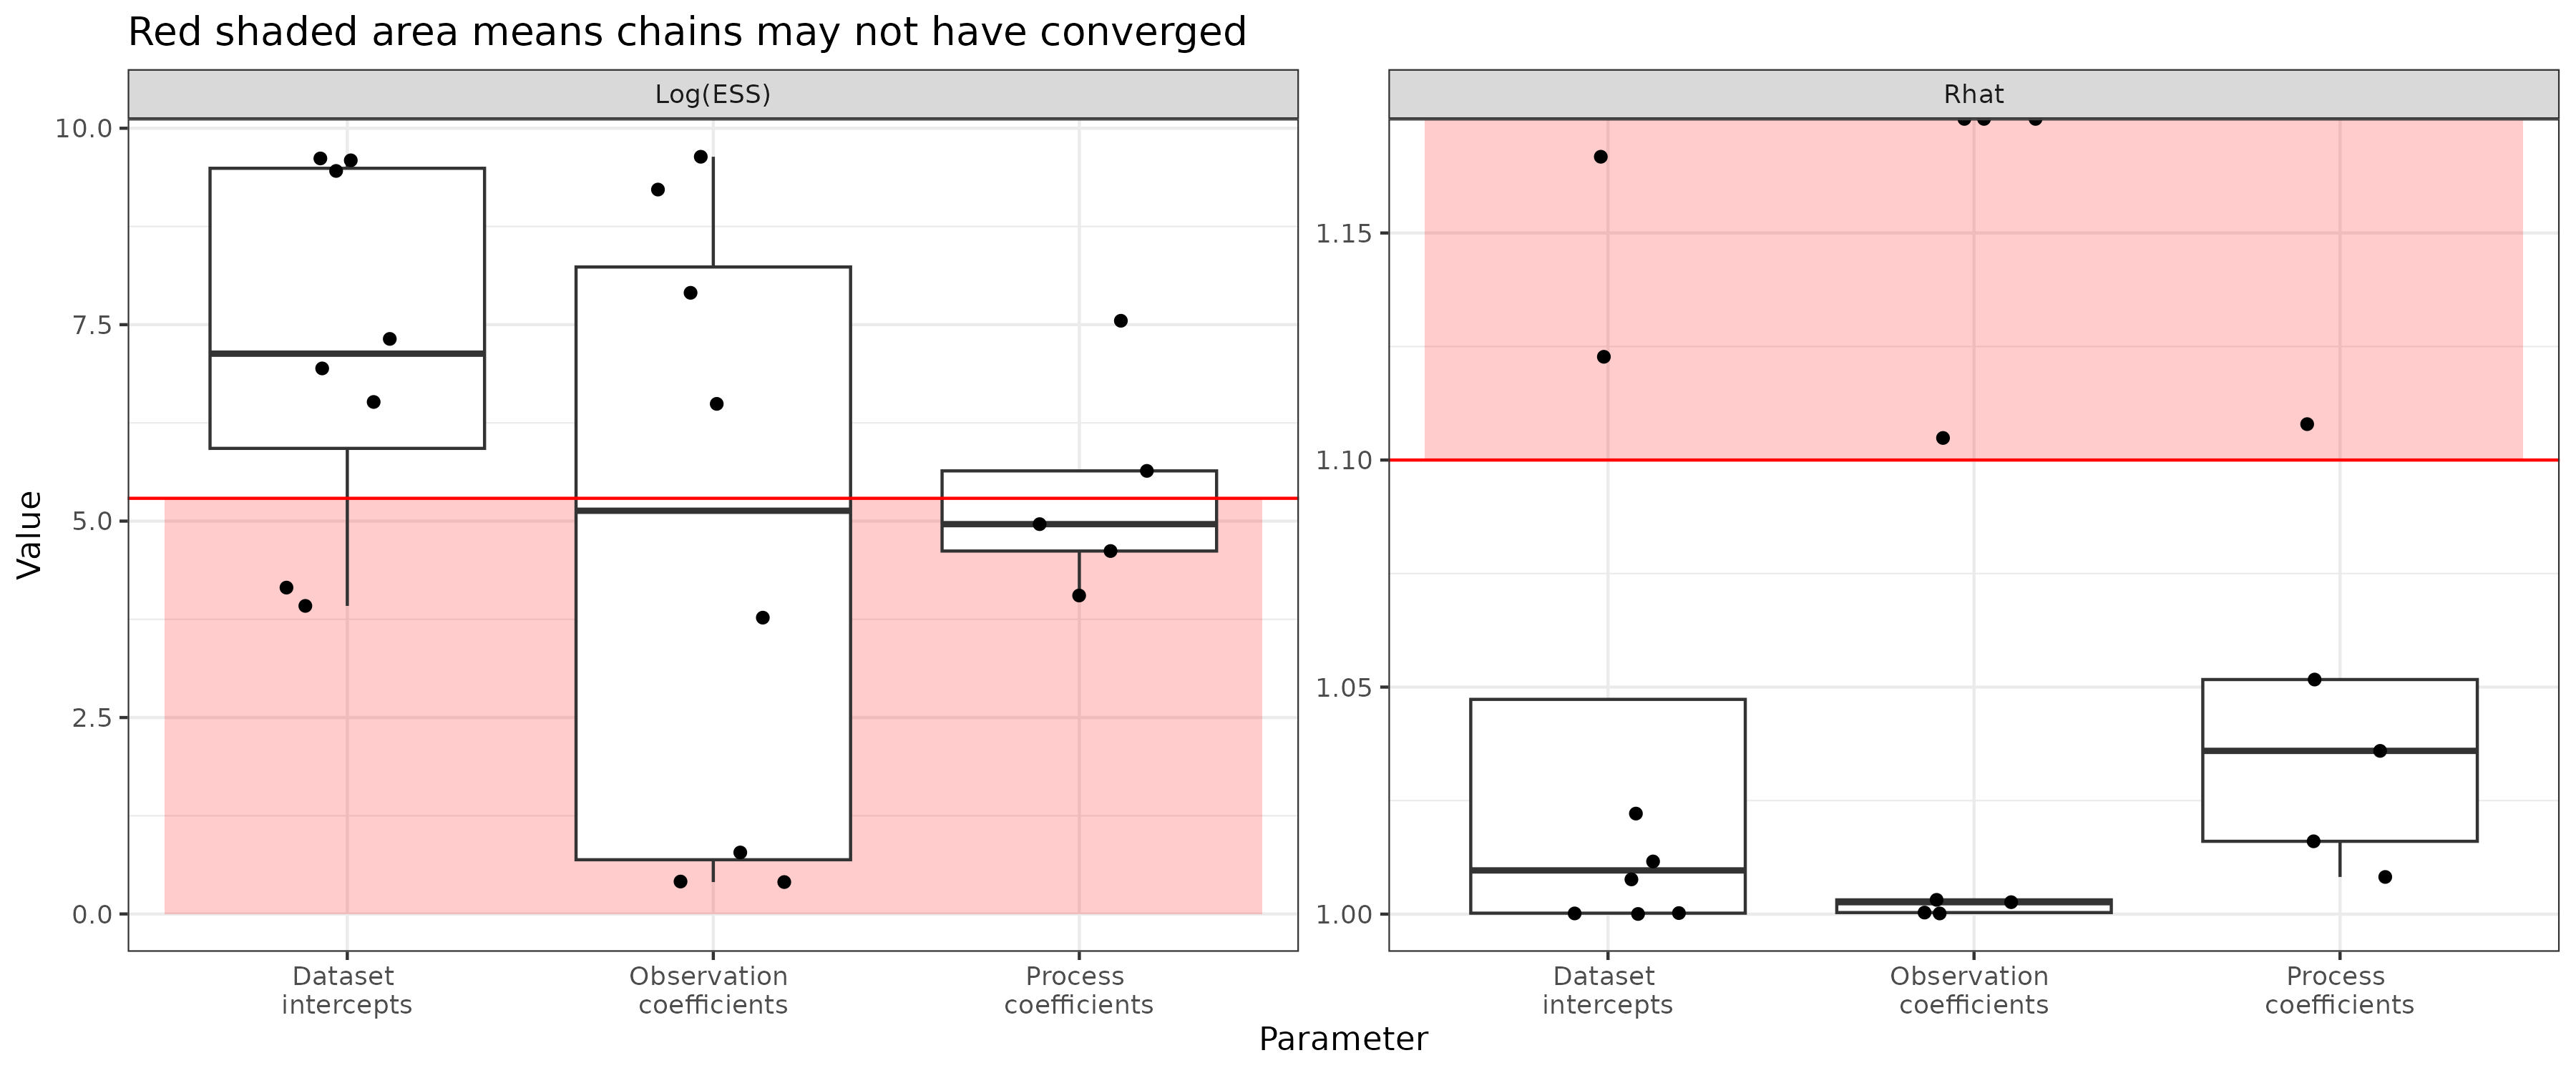 Red shaded area means chains may not have converged
Log(ESS)
Rhat
Value
10.0
7.5
5.0
2.5
0.0
1.15
1.10
1.05
1.00
Dataset
intercepts
Observation
coefficients
Process
coefficients
Dataset
intercepts
Observation
coefficients
Process
coefficients
Parameter